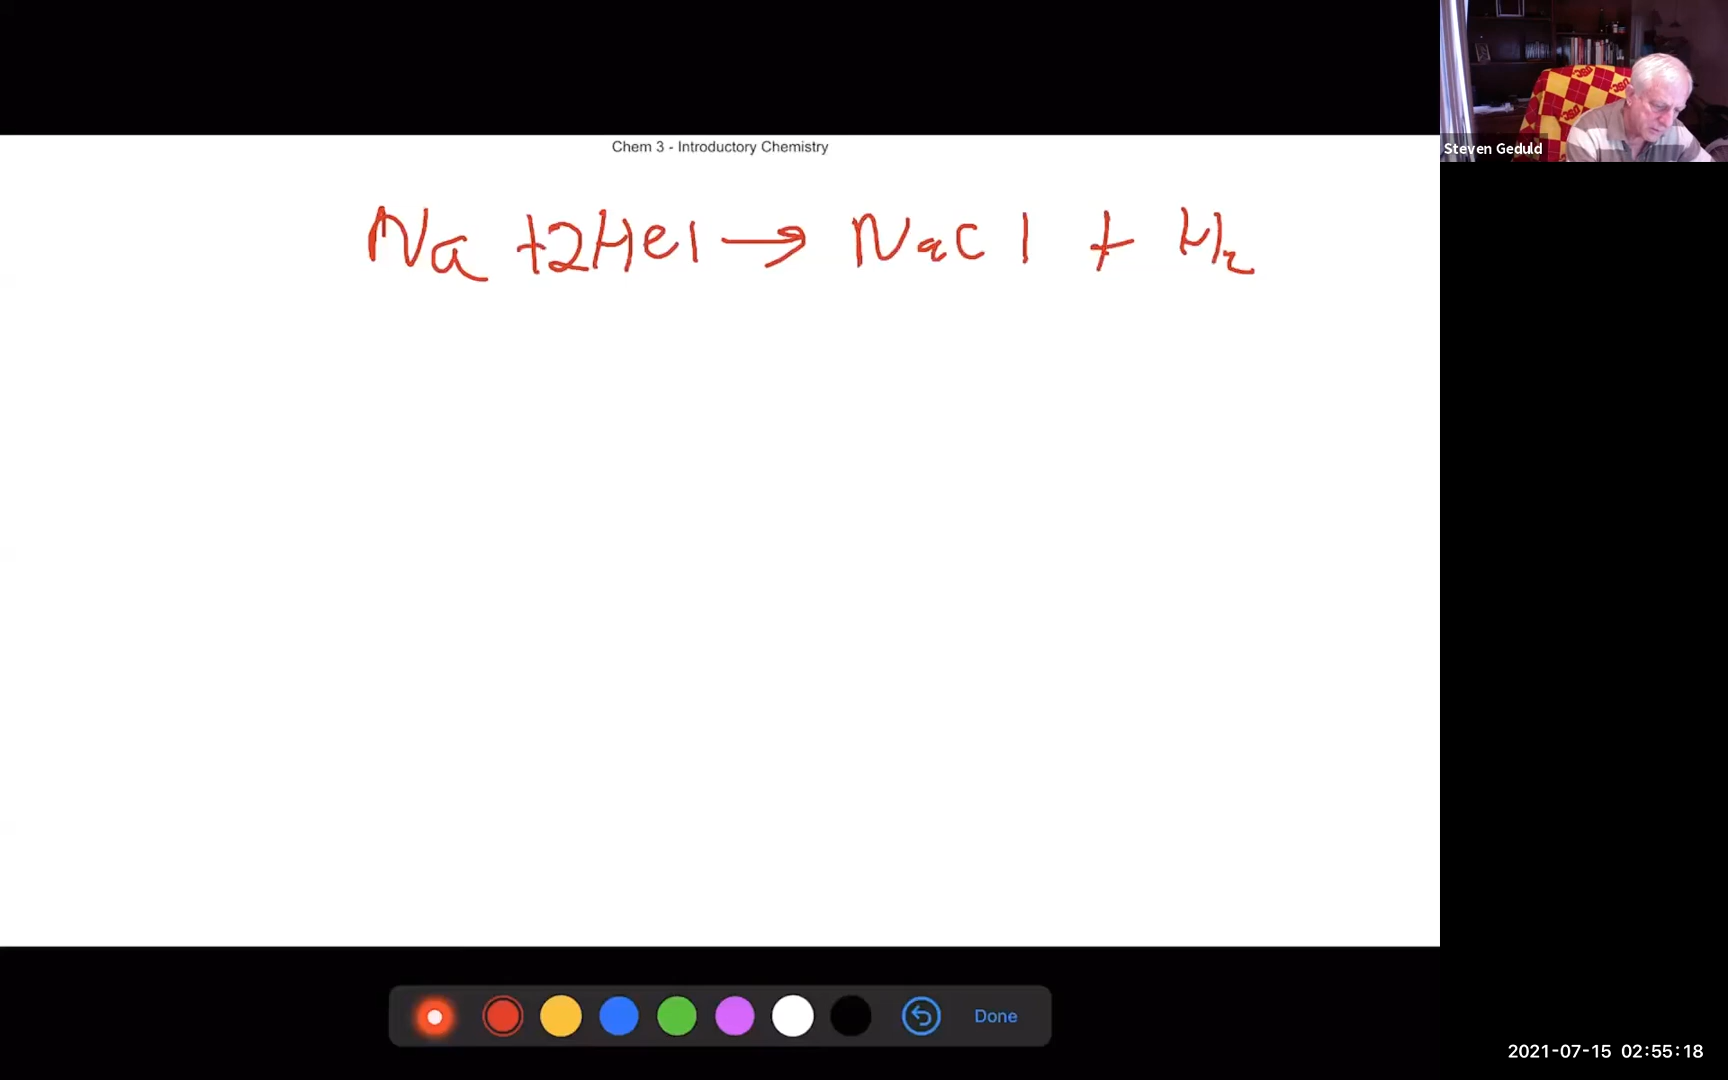 Chem 3 - Introductory Chemistry
Steven Geduld
Na + 2HCl → NaCl + H₂
Done
2021-07-15 02:55:18